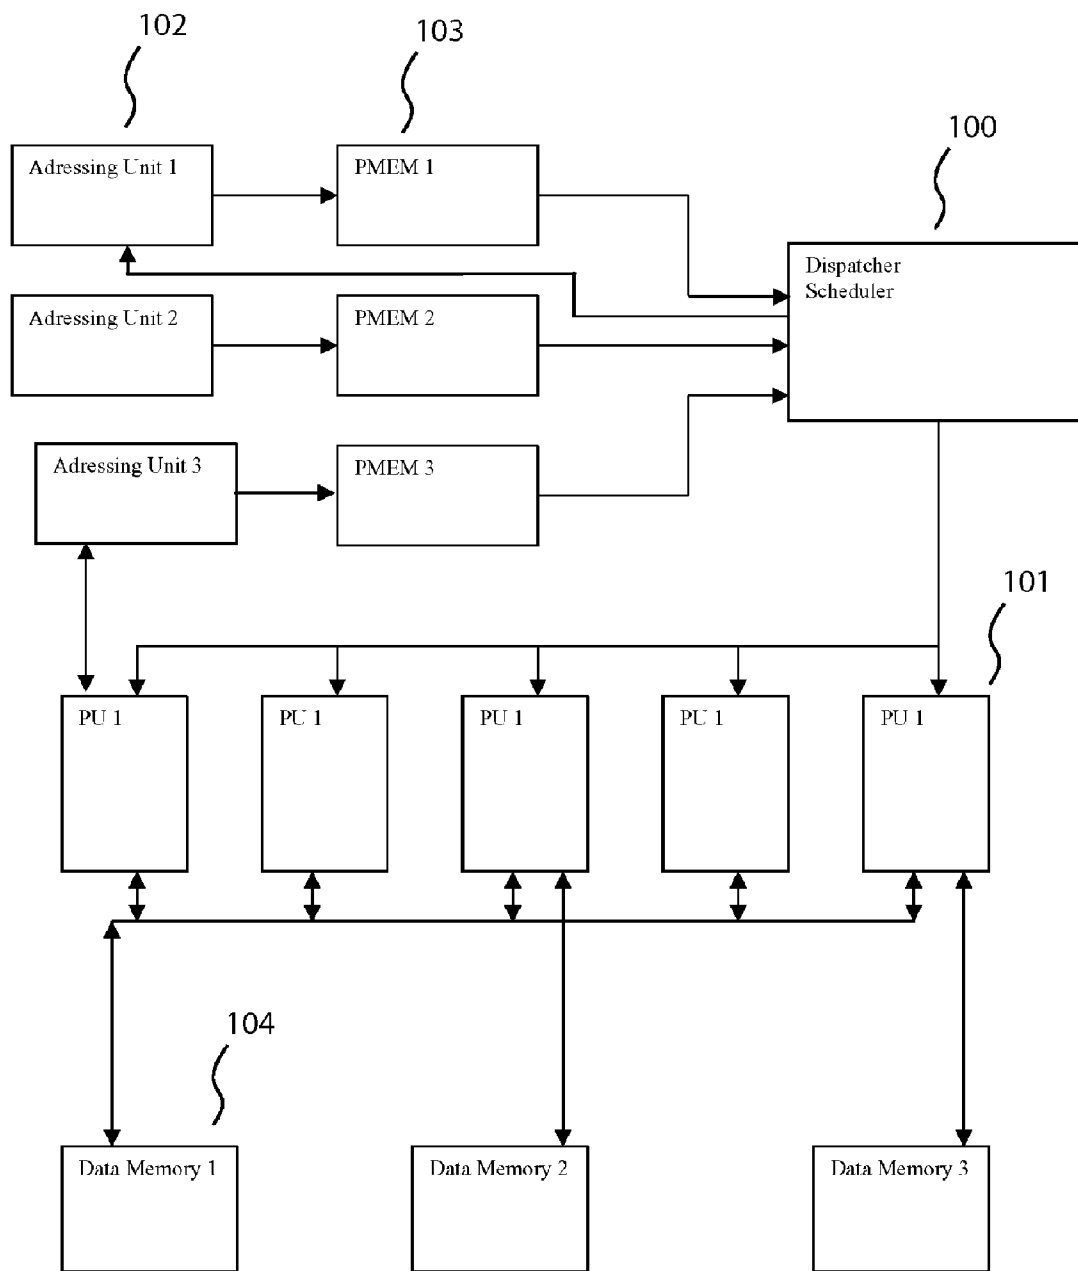 102
103
100
Adressing Unit 1
PMEM 1
Dispatcher
Scheduler
Adressing Unit 2
PMEM 2
Adressing Unit 3
PMEM 3
101
PU 1
PU 1
PU 1
PU 1
PU 1
104
Data Memory 1
Data Memory 2
Data Memory 3